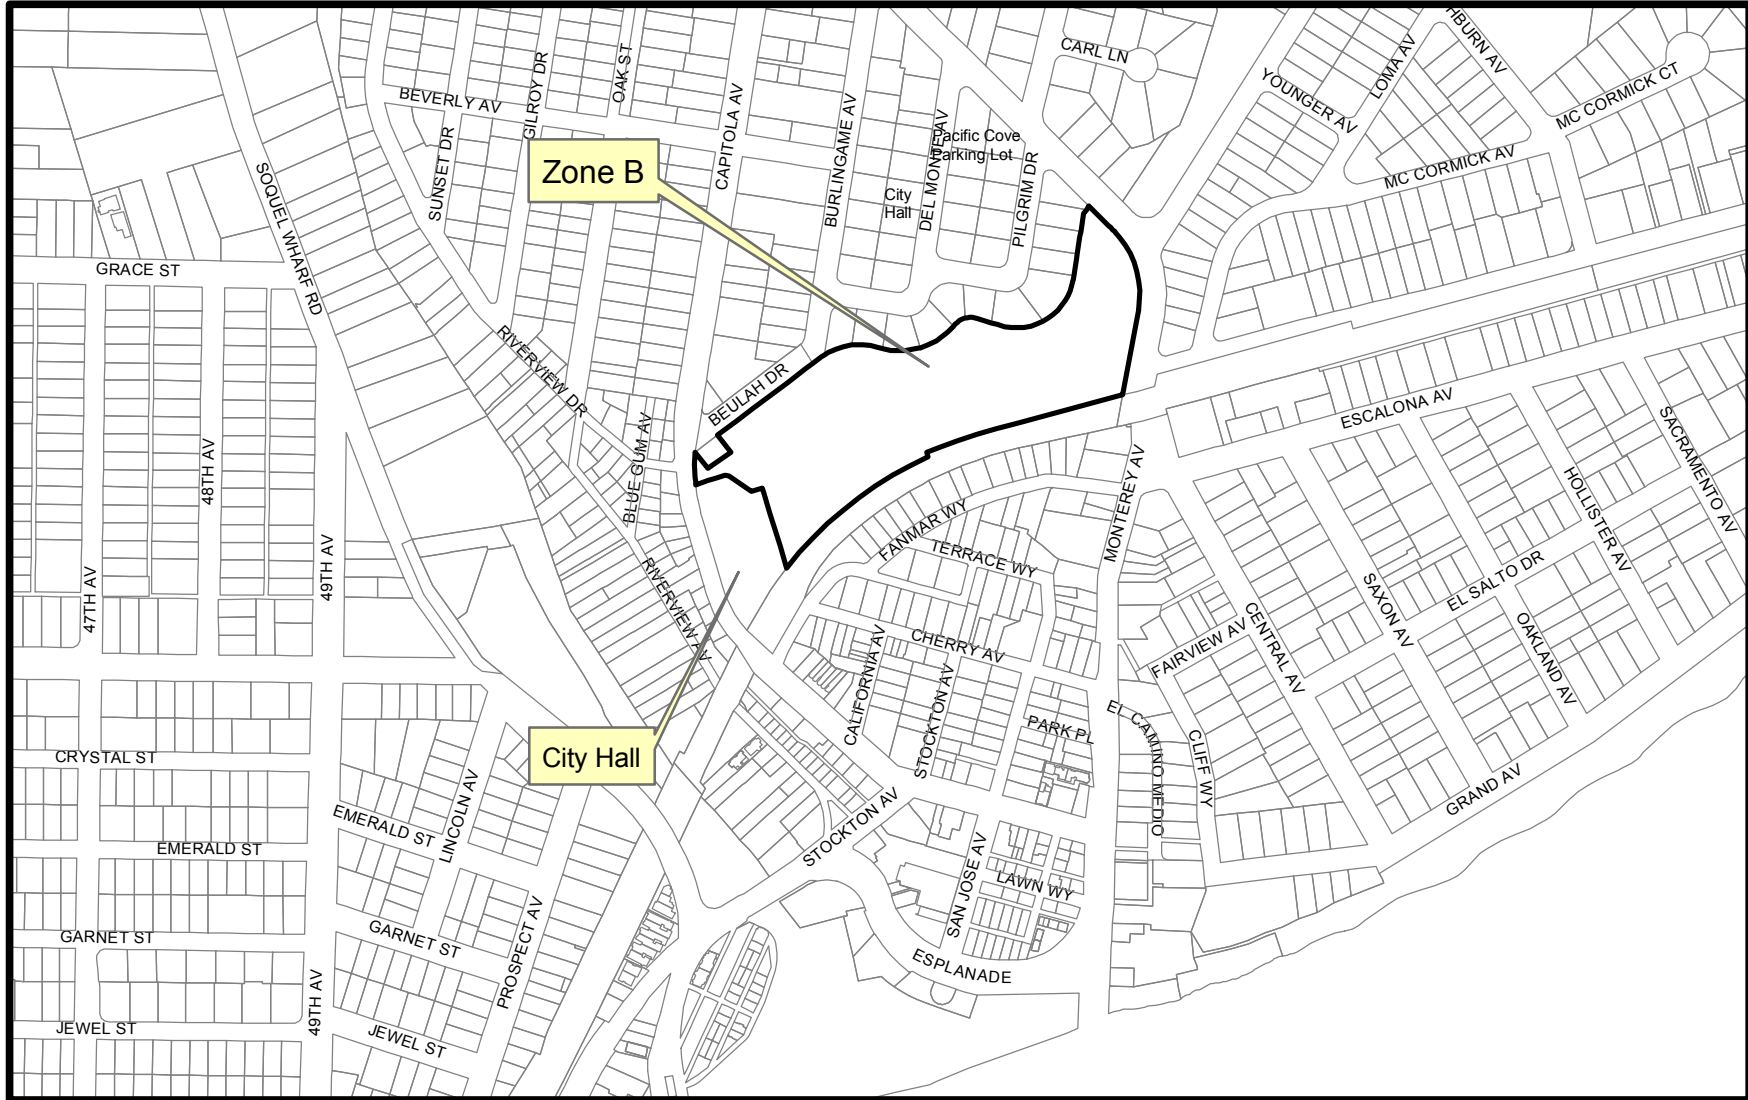 CARL LN
HBURN AV
LOMA AV
YOUNGER AV
MC CORMICK CT
MC CORMICK AV
BEVERLY AV
GILROY DR
OAK ST
SUNSET DR
CAPITOLA AV
BURLINGAME AV
DEL MONTE AV
Pacific Cove
Parking Lot
City
Hall
PILGRIM DR
Zone B
SOQUEL WHARF RD
GRACE ST
RIVERVIEW DR
BEULAH DR
BLUE GUM AV
ESCALONA AV
SACRAMENTO AV
HOLLISTER AV
MONTEREY AV
FANMAR WY
TERRACE WY
48TH AV
47TH AV
49TH AV
RIVERVIEW AV
EL SALTO DR
SAXON AV
OAKLAND AV
CENTRAL AV
FAIRVIEW AV
CHERRY AV
CALIFORNIA AV
STOCKTON AV
PARK PL
EL CAMINO MEDIO
CLIFF WY
GRAND AV
City Hall
CRYSTAL ST
LINCOLN AV
EMERALD ST
EMERALD ST
STOCKTON AV
SAN JOSE AV
LAWN WY
GARNET ST
GARNET ST
PROSPECT AV
ESPLANADE
49TH AV
JEWEL ST
JEWEL ST